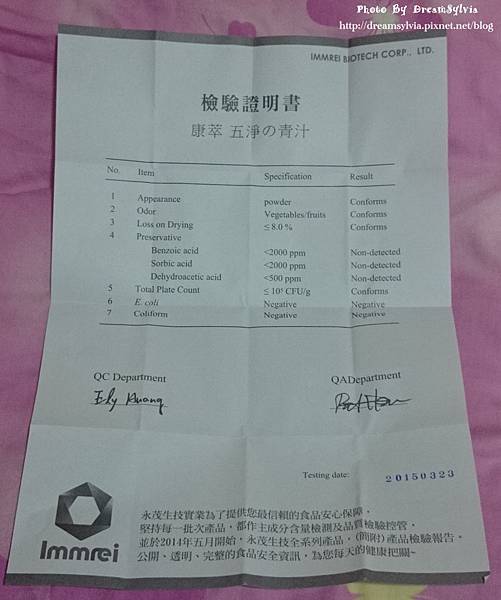 Photo By DreamSylvia
http://dreamsylvia.pixnet.net/blog
IMMREI BIOTECH CORP., LTD.
檢驗證明書
康萃 五淨の青汁
No. Item Specification Result
1 Appearance powder Conforms
2 Odor Vegetables/fruits Conforms
3 Loss on Drying ≤ 8.0 % Conforms
4 Preservative
Benzoic acid <2000 ppm Non-detected
Sorbic acid <2000 ppm Non-detected
Dehydroacetic acid <500 ppm Non-detected
5 Total Plate Count CFU/g Conforms
6 E. coli Negative Negative
7 Coliform Negative Negative
QC Department QADepartment
Testing date: 20150323
永茂生技實業為了提供您最信賴的食品安心保障，
堅持每一批次產品，都作主成分含量檢測及品質檢驗控管，
並於2014年五月開始，永茂生技全系列產品，(簡附)產品檢驗報告。
公開、透明、完整的食品安全資訊，為您每天的健康把關~
Immrei